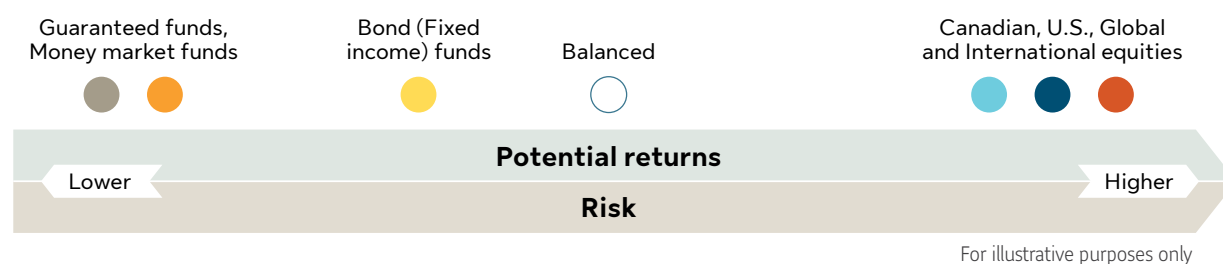 Guaranteed funds,
Money market funds
Bond (Fixed
income) funds
Balanced
Canadian, U.S., Global
and International equities
Potential returns
Lower
Higher
Risk
For illustrative purposes only